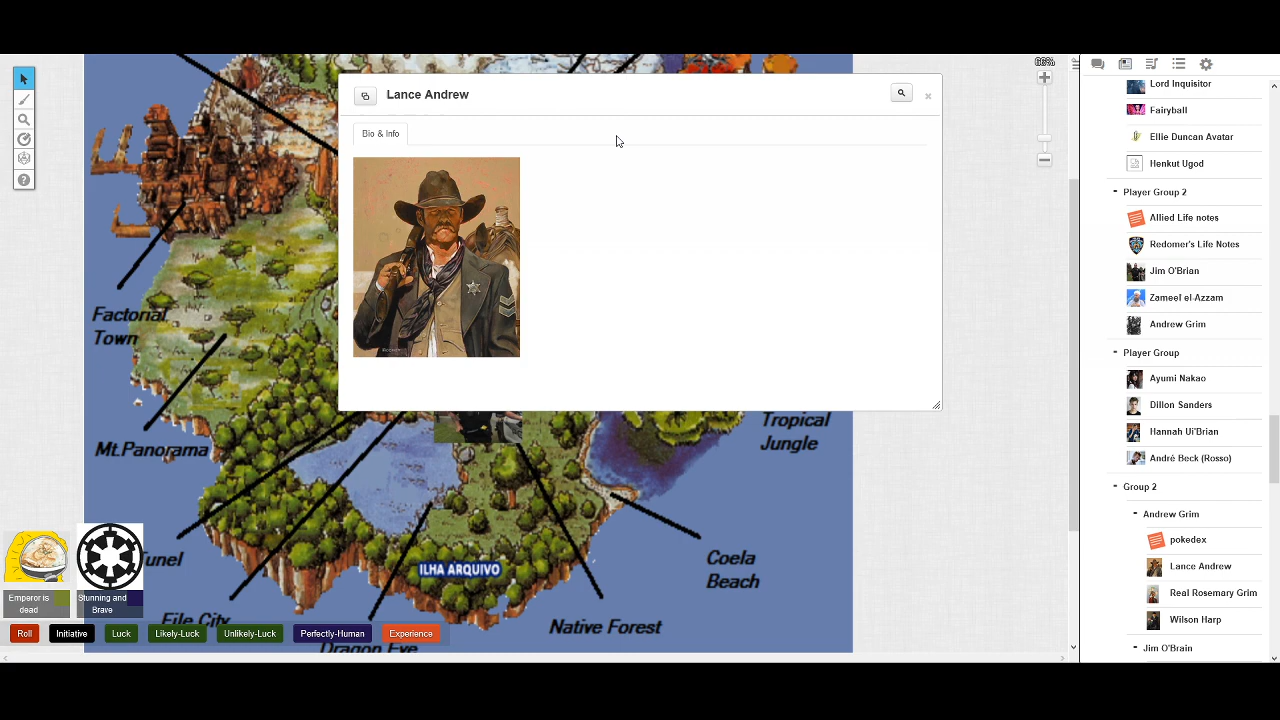 66%
Lance Andrew
Bio & Info
Factorial
Town
Mt.Panorama
Tropical
Jungle
Tunel
ILHA ARQUIVO
Coela
Beach
File City
Native Forest
Dragon Eye
Emperor is
dead
Stunning and
Brave
Roll
Initiative
Luck
Likely-Luck
Unlikely-Luck
Perfectly-Human
Experience
Lord Inquisitor
Fairyball
Ellie Duncan Avatar
Henkut Ugod
Player Group 2
Allied Life notes
Redomer's Life Notes
Jim O'Brian
Zameel el-Azzam
Andrew Grim
Player Group
Ayumi Nakao
Dillon Sanders
Hannah Ui'Brian
André Beck (Rosso)
Group 2
Andrew Grim
pokedex
Lance Andrew
Real Rosemary Grim
Wilson Harp
Jim O'Brain